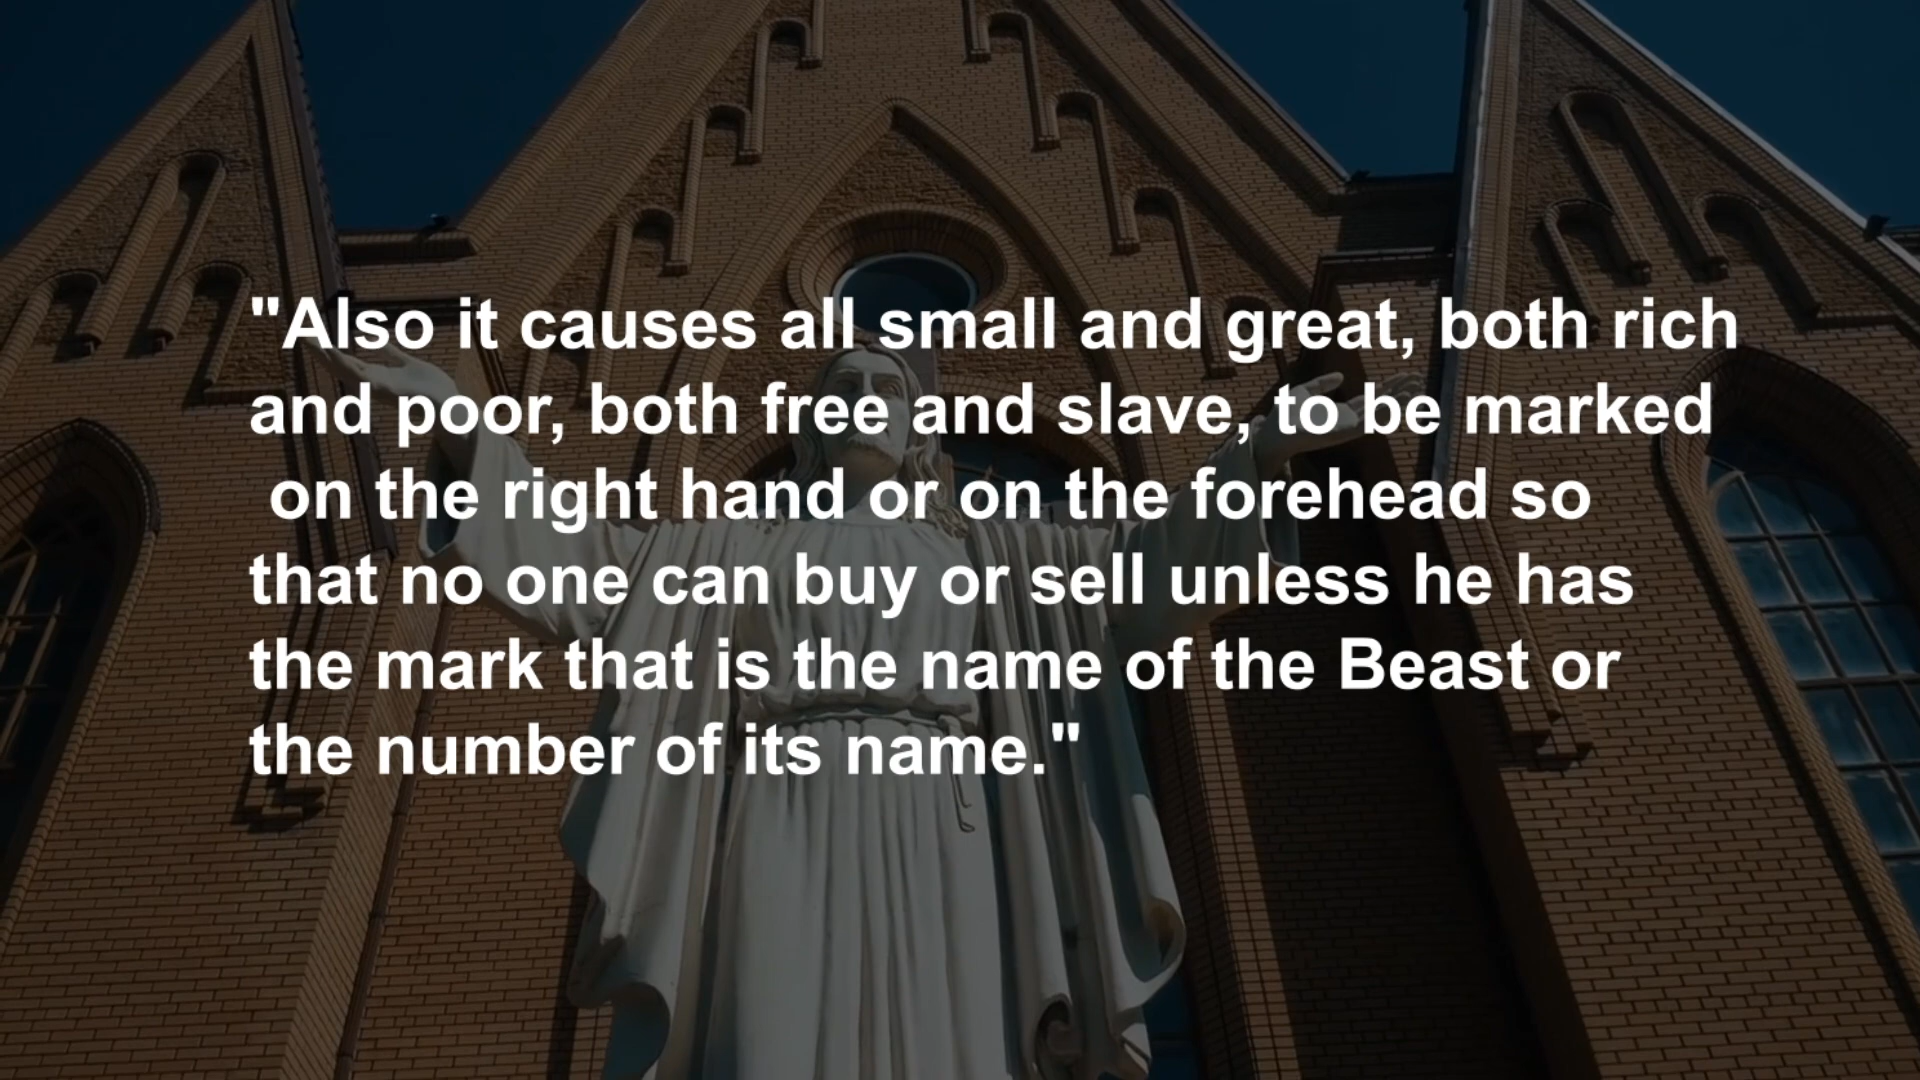 "Also it causes all small and great, both rich
and poor, both free and slave, to be marked
on the right hand or on the forehead so
that no one can buy or sell unless he has
the mark that is the name of the Beast or
the number of its name."